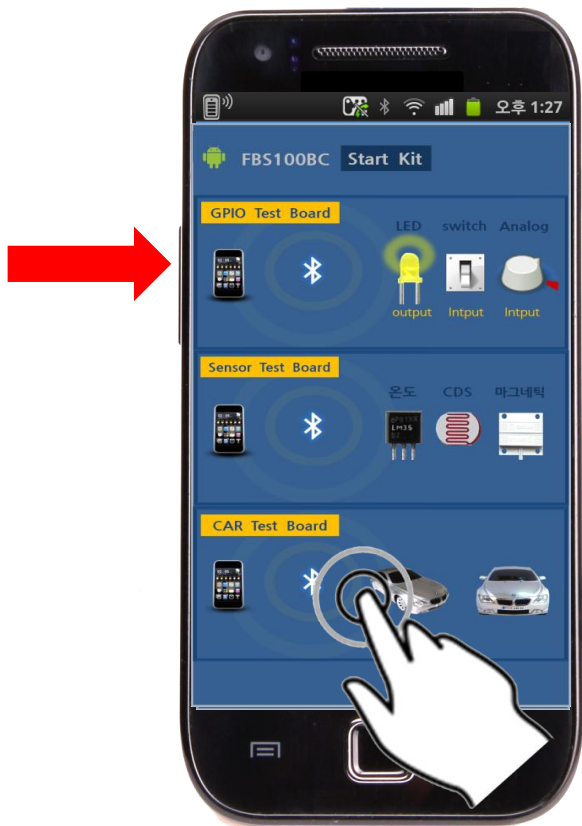 오후 1:27
FBS100BC Start Kit
GPIO Test Board
LED switch Analog
output Intput Intput
Sensor Test Board
온도 CDS 마그네틱
LM35
CAR Test Board